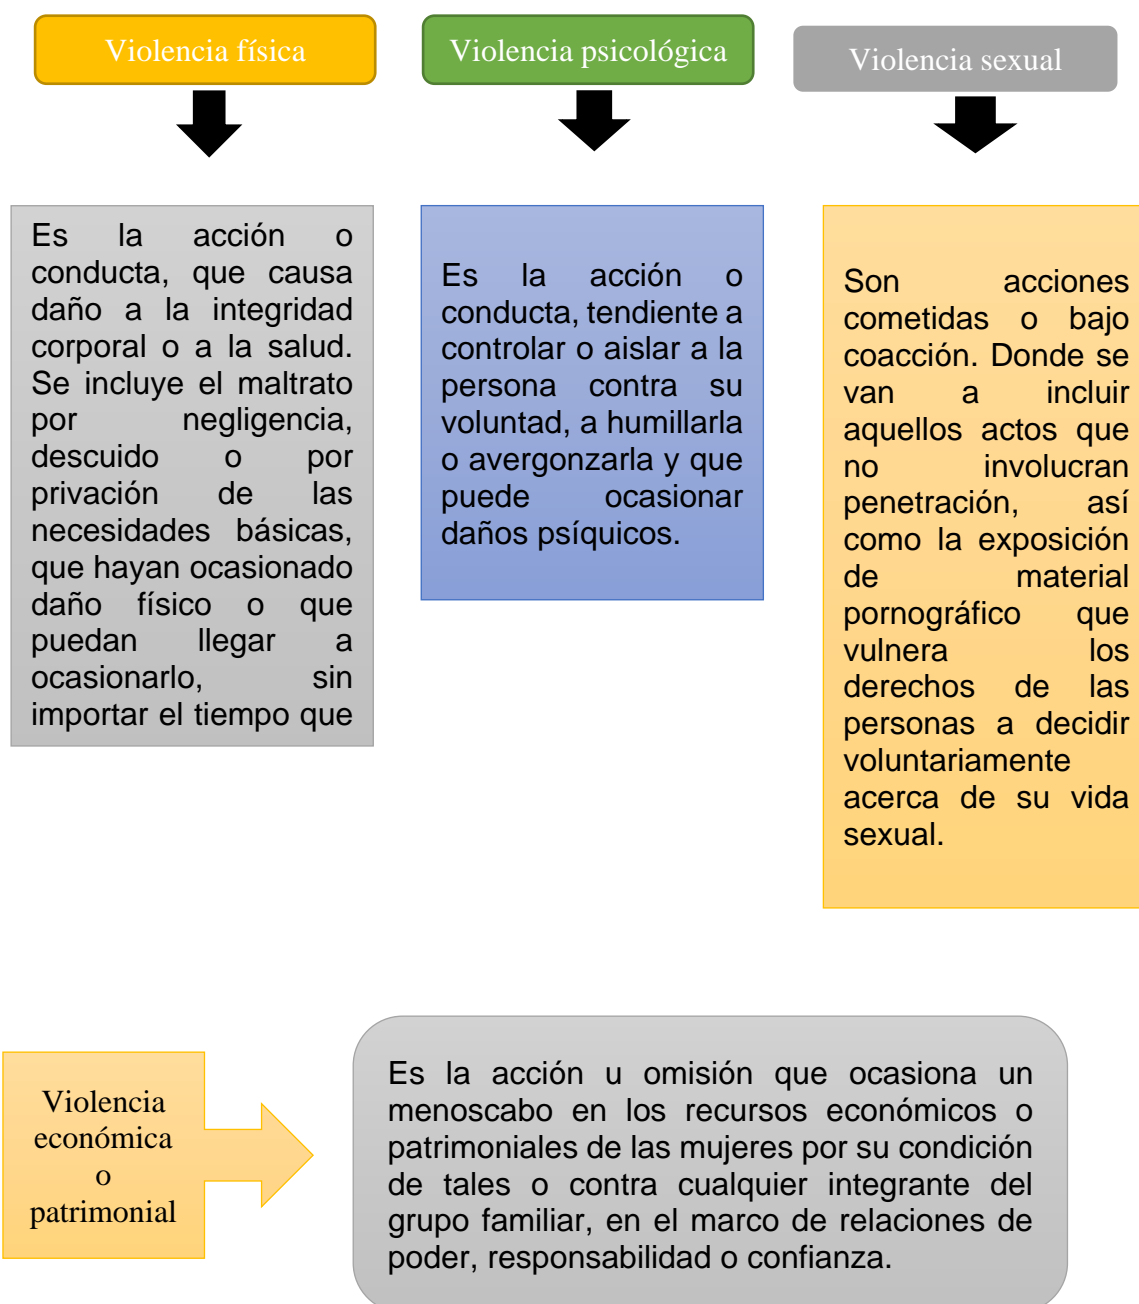 Violencia física
Violencia psicológica
Violencia sexual
Es la acción o
conducta, que causa
daño a la integridad
corporal o a la salud.
Se incluye el maltrato
por negligencia,
descuido o por
privación de las
necesidades básicas,
que hayan ocasionado
daño físico o que
puedan llegar a
ocasionarlo, sin
importar el tiempo que
Es la acción o
conducta, tendiente a
controlar o aislar a la
persona contra su
voluntad, a humillarla
o avergonzarla y que
puede ocasionar
daños psíquicos.
Son acciones
cometidas o bajo
coacción. Donde se
van a incluir
aquellos actos que
no involucran
penetración, así
como la exposición
de material
pornográfico que
vulnera los
derechos de las
personas a decidir
voluntariamente
acerca de su vida
sexual.
Violencia
económica
o
patrimonial
Es la acción u omisión que ocasiona un
menoscabo en los recursos económicos o
patrimoniales de las mujeres por su condición
de tales o contra cualquier integrante del
grupo familiar, en el marco de relaciones de
poder, responsabilidad o confianza.